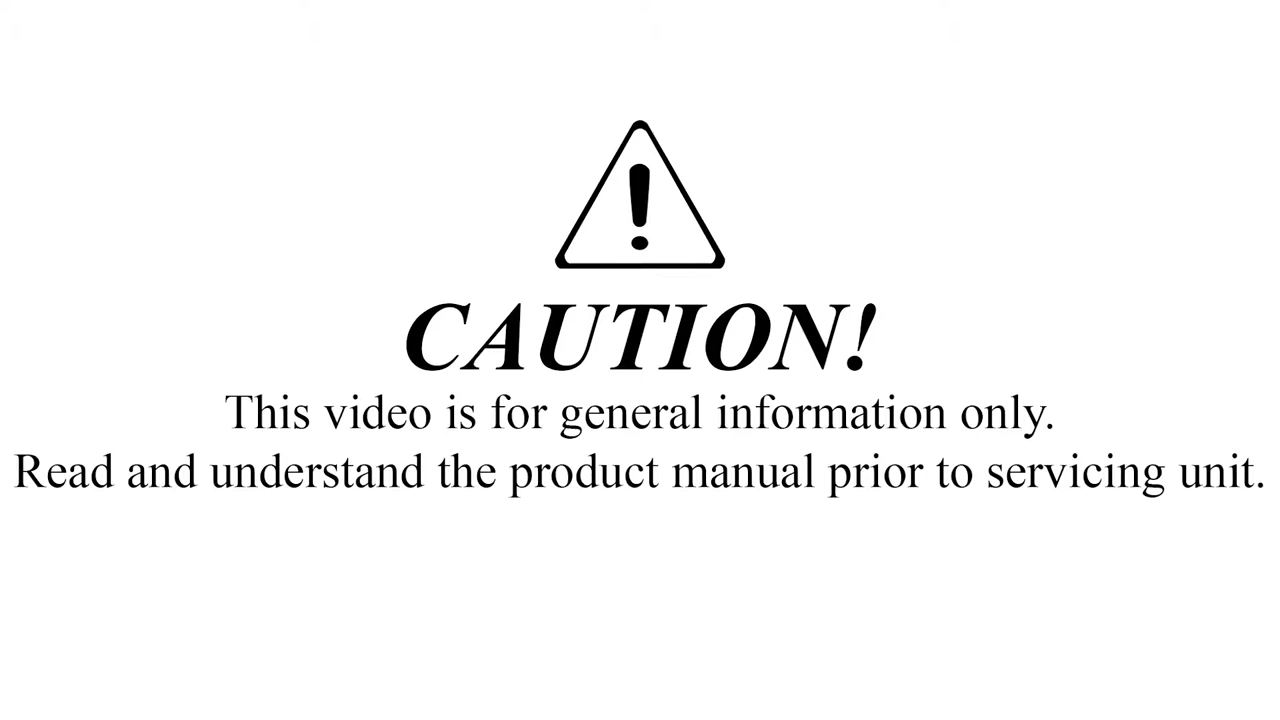 CAUTION!
This video is for general information only.
Read and understand the product manual prior to servicing unit.